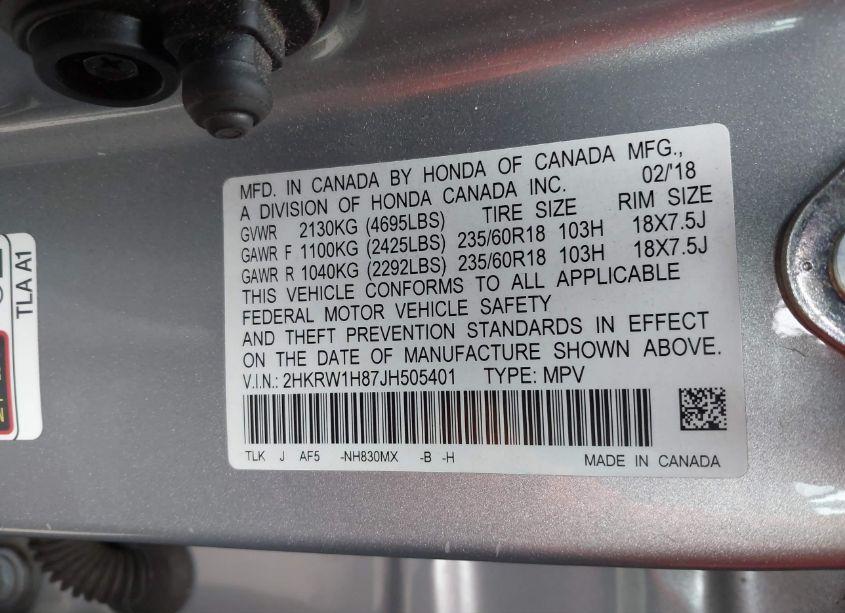 MFD. IN CANADA BY HONDA OF CANADA MFG.,
A DIVISION OF HONDA CANADA INC. 02/'18
GVWR 2130KG (4695LBS) TIRE SIZE RIM SIZE
GAWR F 1100KG (2425LBS) 235/60R18 103H 18X7.5J
GAWR R 1040KG (2292LBS) 235/60R18 103H 18X7.5J
THIS VEHICLE CONFORMS TO ALL APPLICABLE
FEDERAL MOTOR VEHICLE SAFETY
AND THEFT PREVENTION STANDARDS IN EFFECT
ON THE DATE OF MANUFACTURE SHOWN ABOVE.
V.I.N.: 2HKRW1H87JH505401 TYPE: MPV
TLK J AF5 -NH830MX -B -H MADE IN CANADA
TLA A1